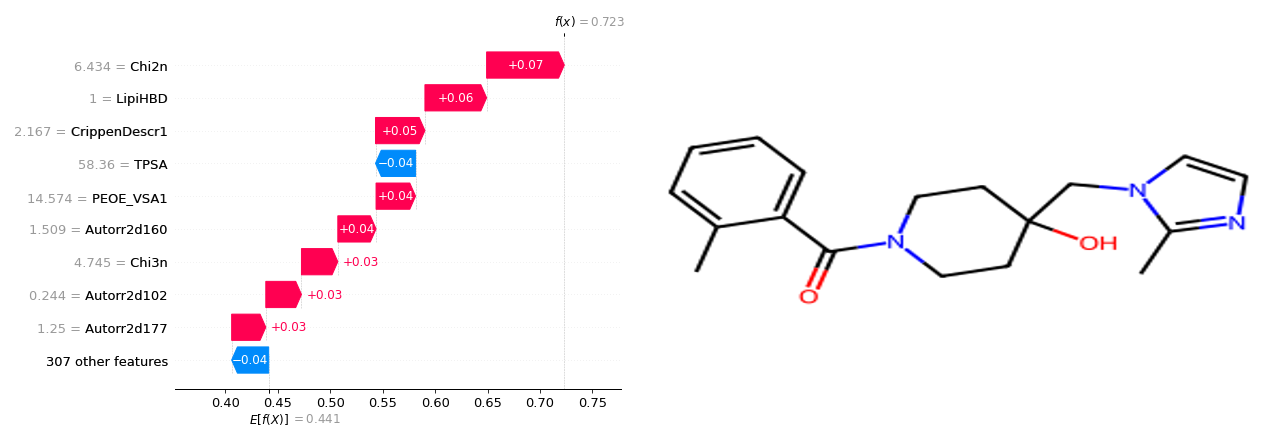 f(x) = 0.723
6.434 = Chi2n
+0.07
1 = LipiHBD
+0.06
2.167 = CrippenDescr1
+0.05
58.36 = TPSA
−0.04
14.574 = PEOE_VSA1
+0.04
1.509 = Autorr2d160
+0.04
4.745 = Chi3n
+0.03
0.244 = Autorr2d102
+0.03
1.25 = Autorr2d177
+0.03
307 other features
−0.04
0.40 0.45 0.50 0.55 0.60 0.65 0.70 0.75
E[f(X)] = 0.441
N
O
OH
N
N